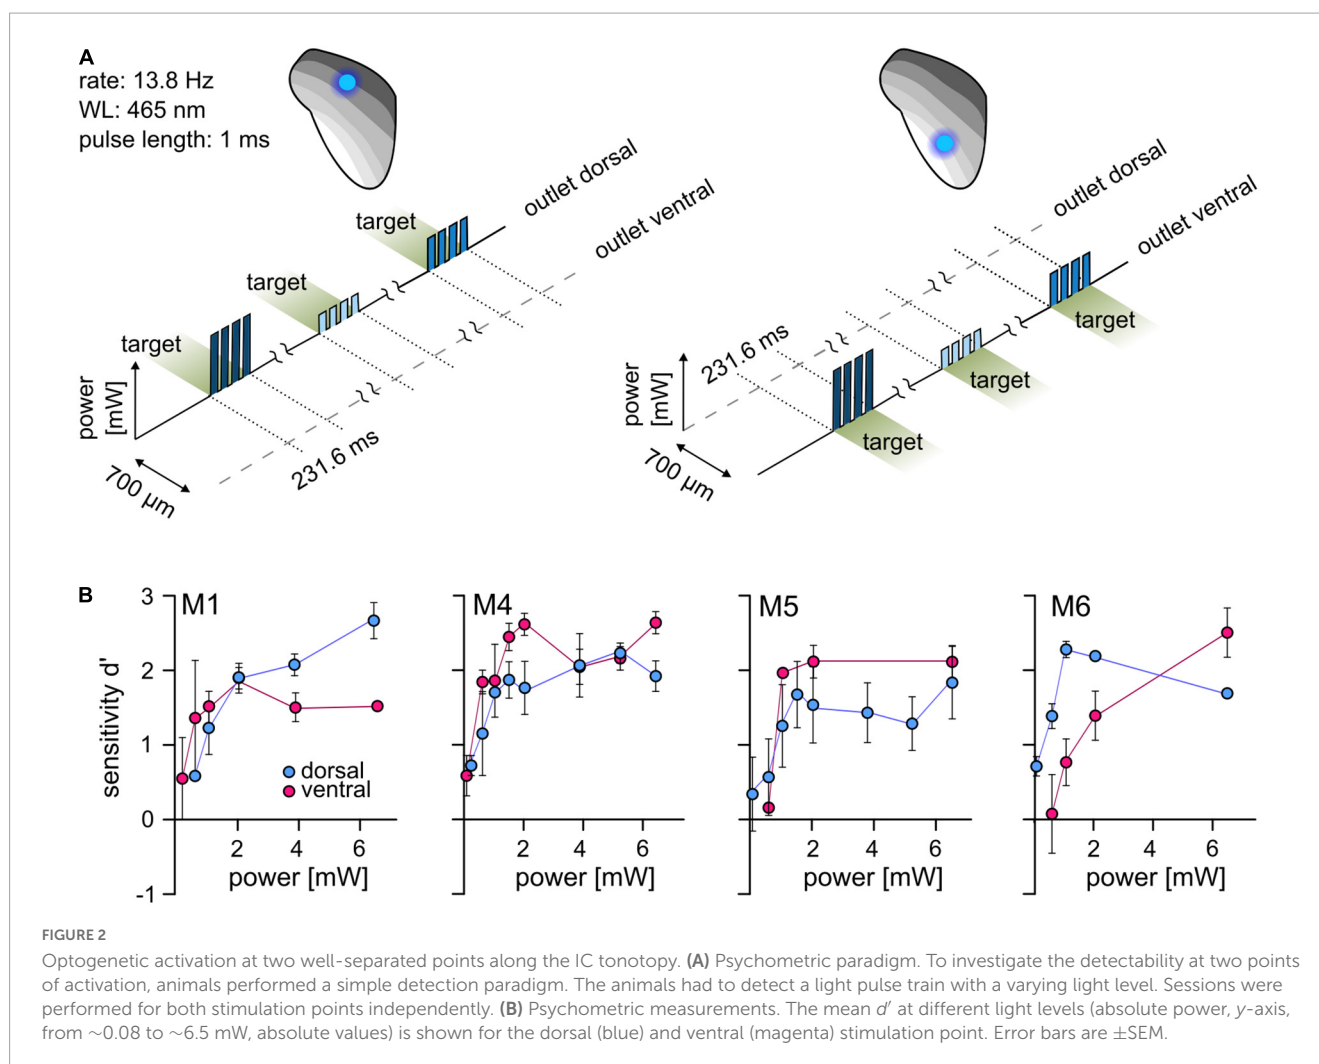 A
rate: 13.8 Hz
WL: 465 nm
pulse length: 1 ms
target
target
target
outlet dorsal
outlet ventral
power
[mW]
700 µm
231.6 ms
outlet dorsal
outlet ventral
231.6 ms
power
[mW]
700 µm
target
target
target
B
M1
M4
M5
M6
sensitivity d'
3
2
1
0
-1
dorsal
ventral
2 4 6
2 4 6
2 4 6
2 4 6
power [mW]
power [mW]
power [mW]
power [mW]
FIGURE 2
Optogenetic activation at two well-separated points along the IC tonotopy. (A) Psychometric paradigm. To investigate the detectability at two points
of activation, animals performed a simple detection paradigm. The animals had to detect a light pulse train with a varying light level. Sessions were
performed for both stimulation points independently. (B) Psychometric measurements. The mean d′ at different light levels (absolute power, y-axis,
from ∼0.08 to ∼6.5 mW, absolute values) is shown for the dorsal (blue) and ventral (magenta) stimulation point. Error bars are ±SEM.